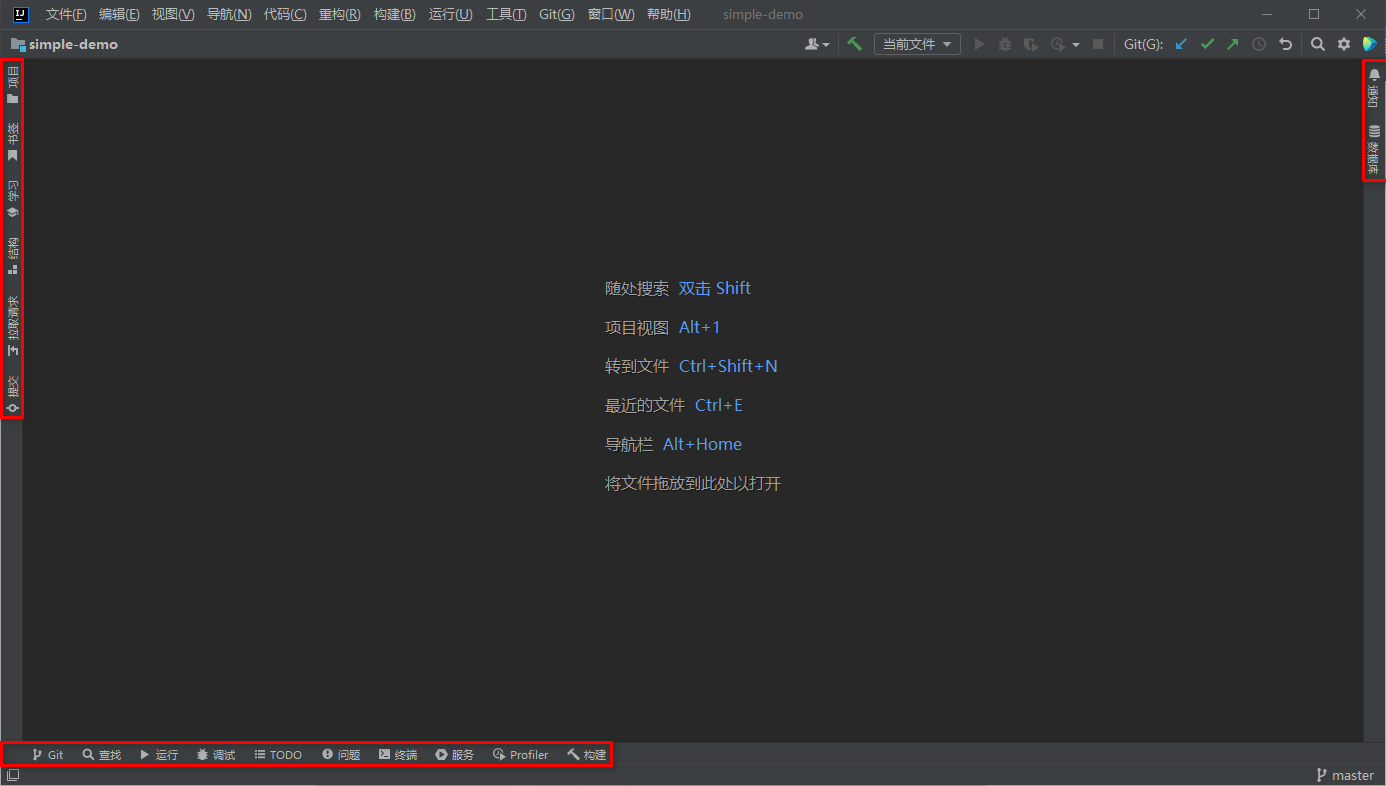 IJ 文件(F) 编辑(E) 视图(V) 导航(N) 代码(C) 重构(R) 构建(B) 运行(U) 工具(T) Git(G) 窗口(W) 帮助(H) simple-demo
simple-demo 当前文件 Git(G):
项目
书签
学习
结构
拉取请求
提交
随处搜索 双击 Shift
项目视图 Alt+1
转到文件 Ctrl+Shift+N
最近的文件 Ctrl+E
导航栏 Alt+Home
将文件拖放到此处以打开
通知
数据库
Git 查找 运行 调试 TODO 问题 终端 服务 Profiler 构建
master